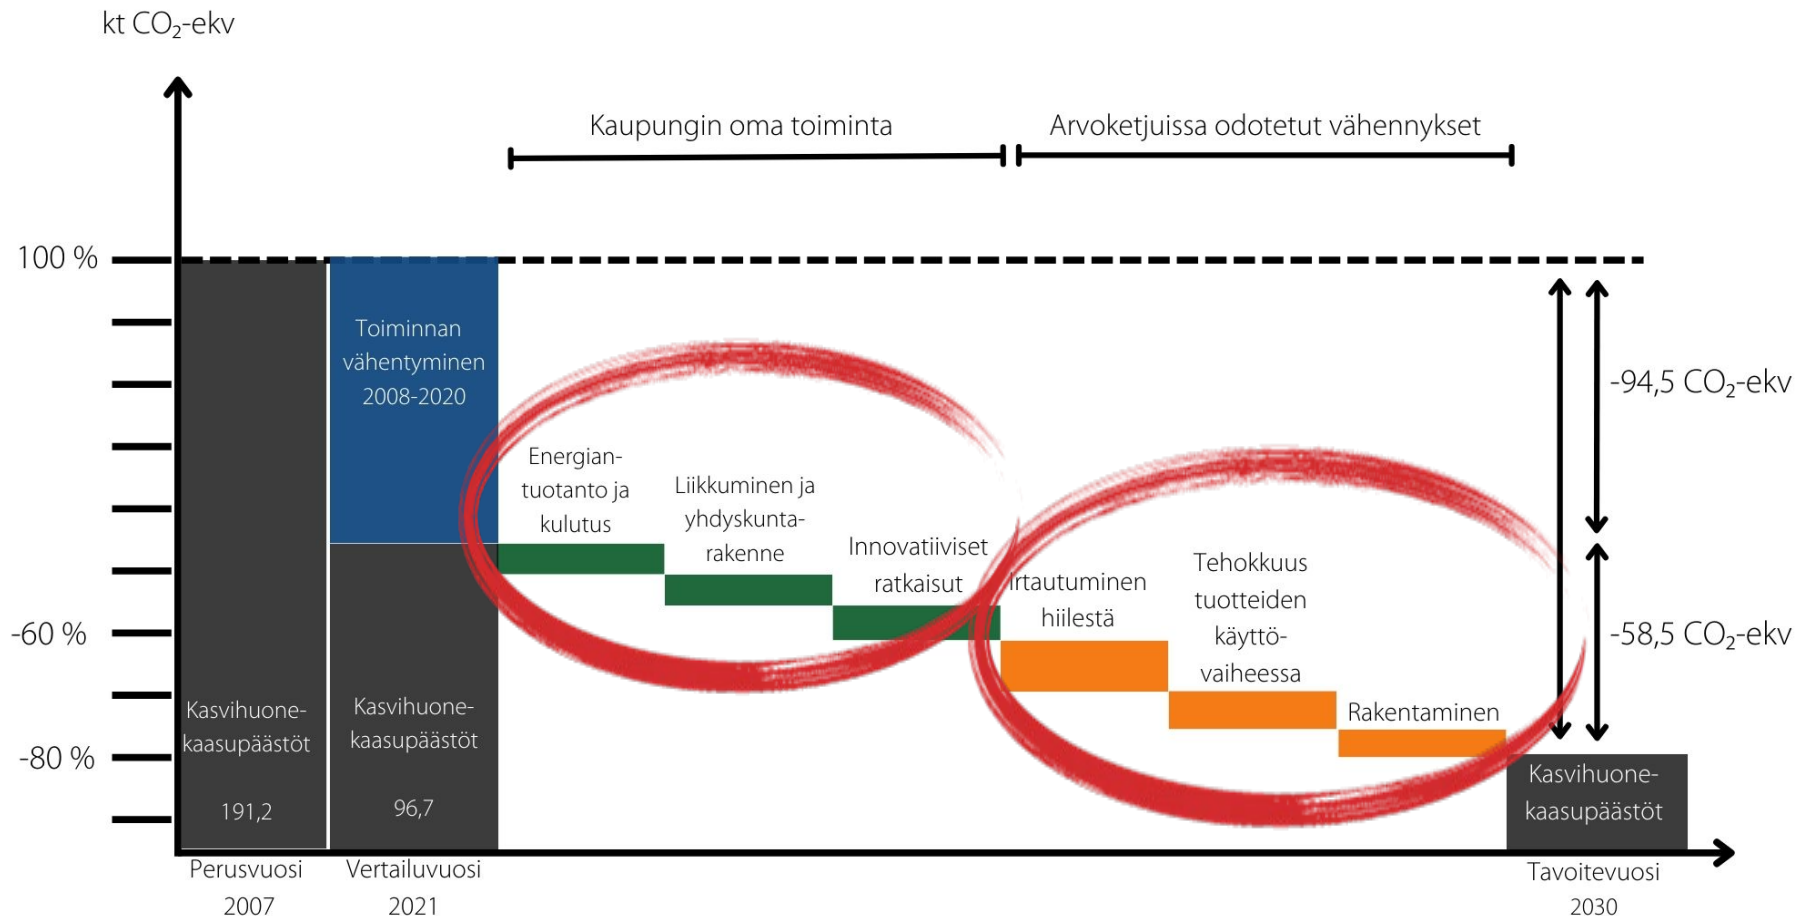 kt CO₂-ekv
Kaupungin oma toiminta
Arvoketjuissa odotetut vähennykset
100 %
-60 %
-80 %
Toiminnan
vähentyminen
2008-2020
Energian-
tuotanto ja
kulutus
Liikkuminen ja
yhdyskunta-
rakenne
Innovatiiviset
ratkaisut
Irtautuminen
hiilestä
Tehokkuus
tuotteiden
käyttö-
vaiheessa
Rakentaminen
-94,5 CO₂-ekv
-58,5 CO₂-ekv
Kasvihuone-
kaasupäästöt
191,2
Kasvihuone-
kaasupäästöt
96,7
Kasvihuone-
kaasupäästöt
Perusvuosi
2007
Vertailuvuosi
2021
Tavoitevuosi
2030